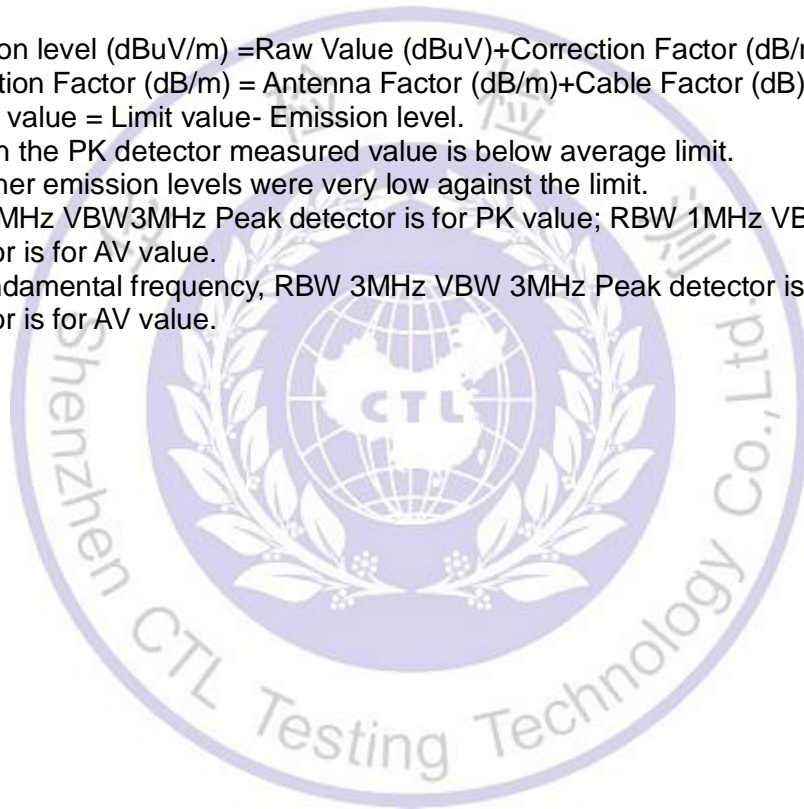 on level (dBuV/m) =Raw Value (dBuV)+Correction Factor (dB/m
tion Factor (dB/m) = Antenna Factor (dB/m)+Cable Factor (dB)
value = Limit value- Emission level.
n the PK detector measured value is below average limit.
her emission levels were very low against the limit.
MHz VBW3MHz Peak detector is for PK value; RBW 1MHz VB
or is for AV value.
ndamental frequency, RBW 3MHz VBW 3MHz Peak detector is
or is for AV value.
检 检 测
CTL
Shenzhen CTL Testing Technology Co.,Ltd.